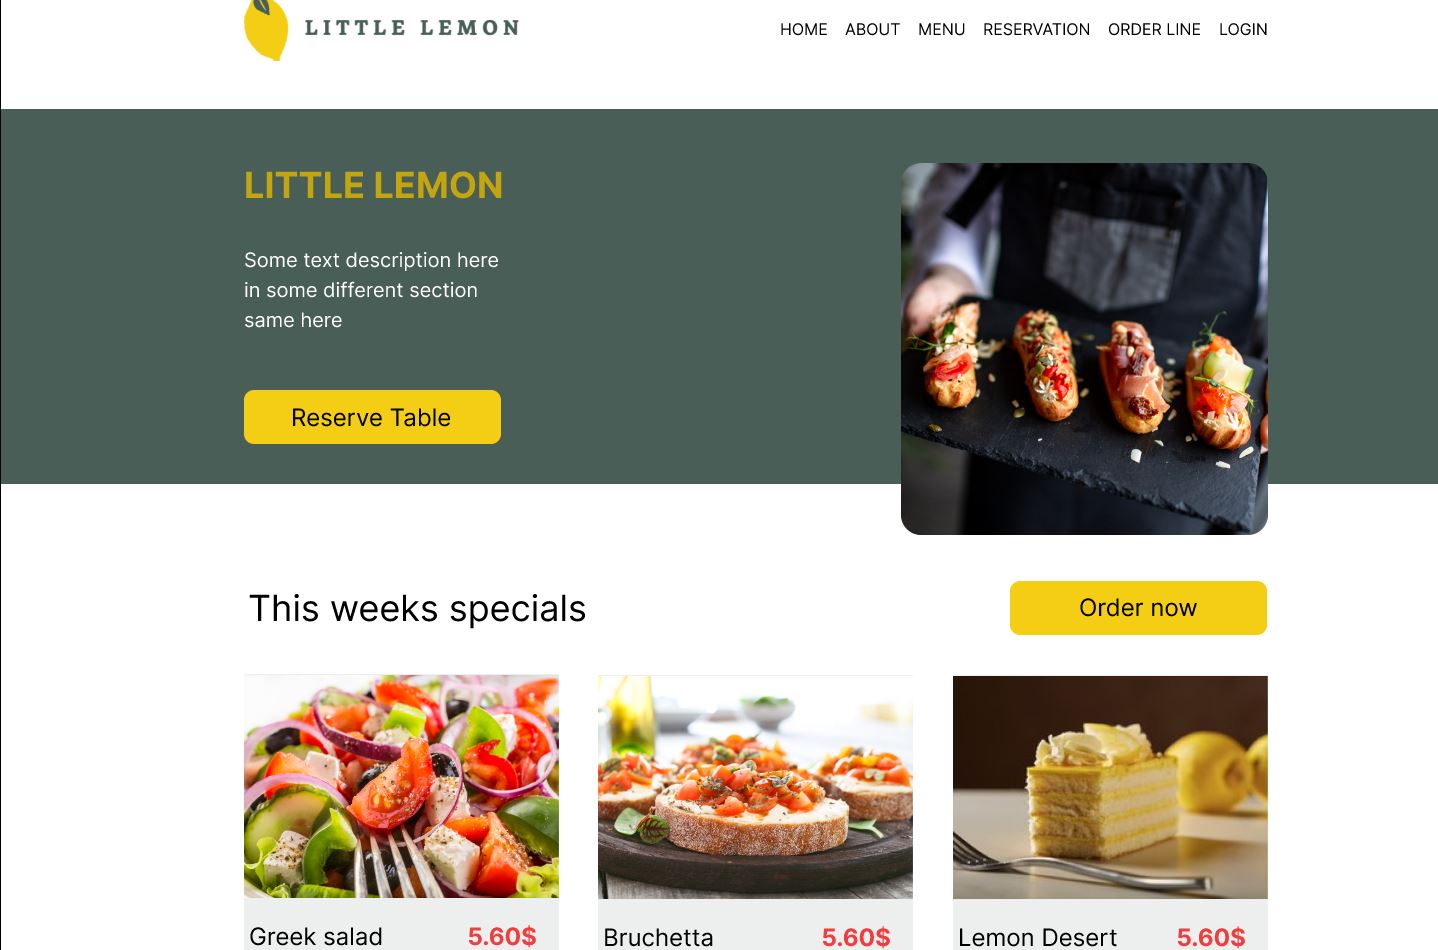 LITTLE LEMON
HOME ABOUT MENU RESERVATION ORDER LINE LOGIN
LITTLE LEMON
Some text description here
in some different section
same here
Reserve Table
This weeks specials
Order now
Greek salad 5.60$
Bruchetta 5.60$
Lemon Desert 5.60$